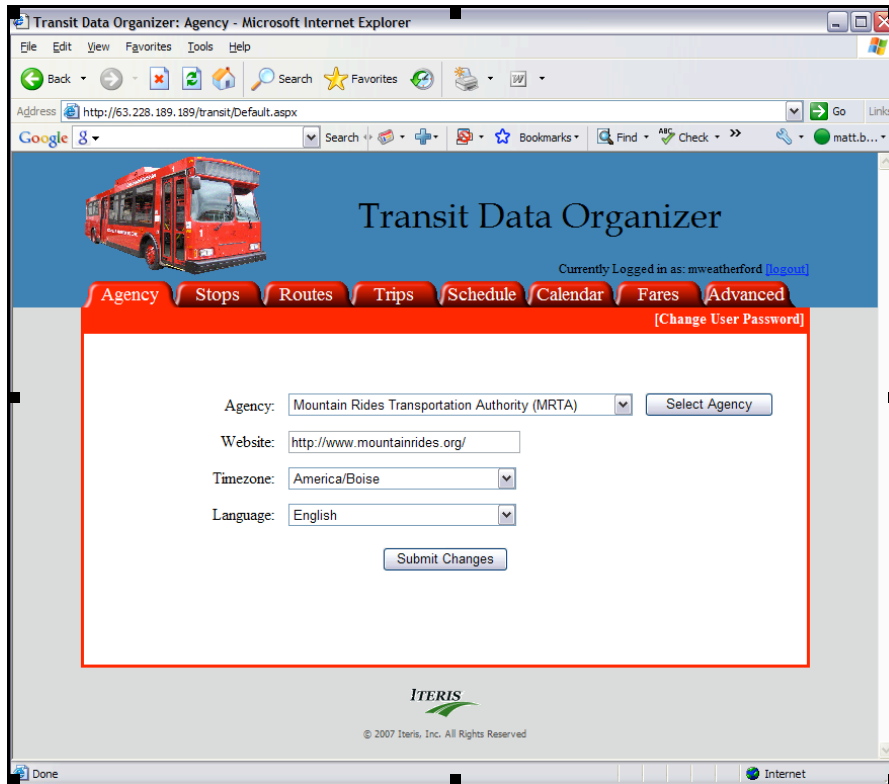 Transit Data Organizer: Agency - Microsoft Internet Explorer
File Edit View Favorites Tools Help
Back Search Favorites
Address http://63.228.189.189/transit/Default.aspx Go Links
Google Search Bookmarks Find Check matt.b...
Transit Data Organizer
Currently Logged in as: mweatherford [logout]
Agency Stops Routes Trips Schedule Calendar Fares Advanced
[Change User Password]
Agency: Mountain Rides Transportation Authority (MRTA) Select Agency
Website: http://www.mountainrides.org/
Timezone: America/Boise
Language: English
Submit Changes
ITERIS
© 2007 Iteris, Inc. All Rights Reserved
Done Internet